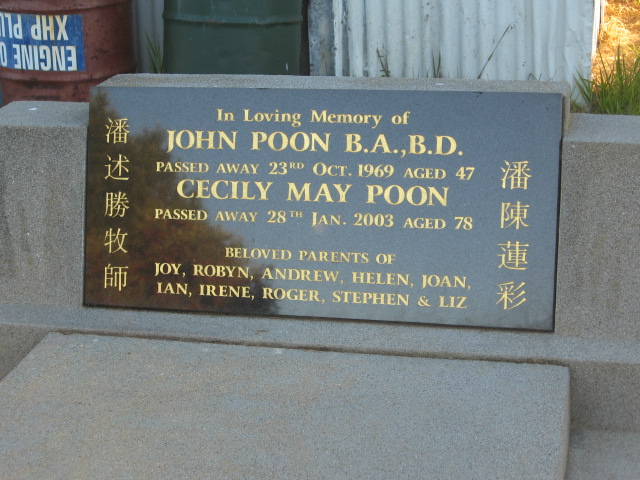 ENGINE O
XHP PLU
In Loving Memory of
JOHN POON B.A.,B.D.
PASSED AWAY 23RD OCT. 1969 AGED 47
CECILY MAY POON
PASSED AWAY 28TH JAN. 2003 AGED 78
BELOVED PARENTS OF
JOY, ROBYN, ANDREW, HELEN, JOAN,
IAN, IRENE, ROGER, STEPHEN & LIZ
潘述勝牧師
潘陳蓮彩